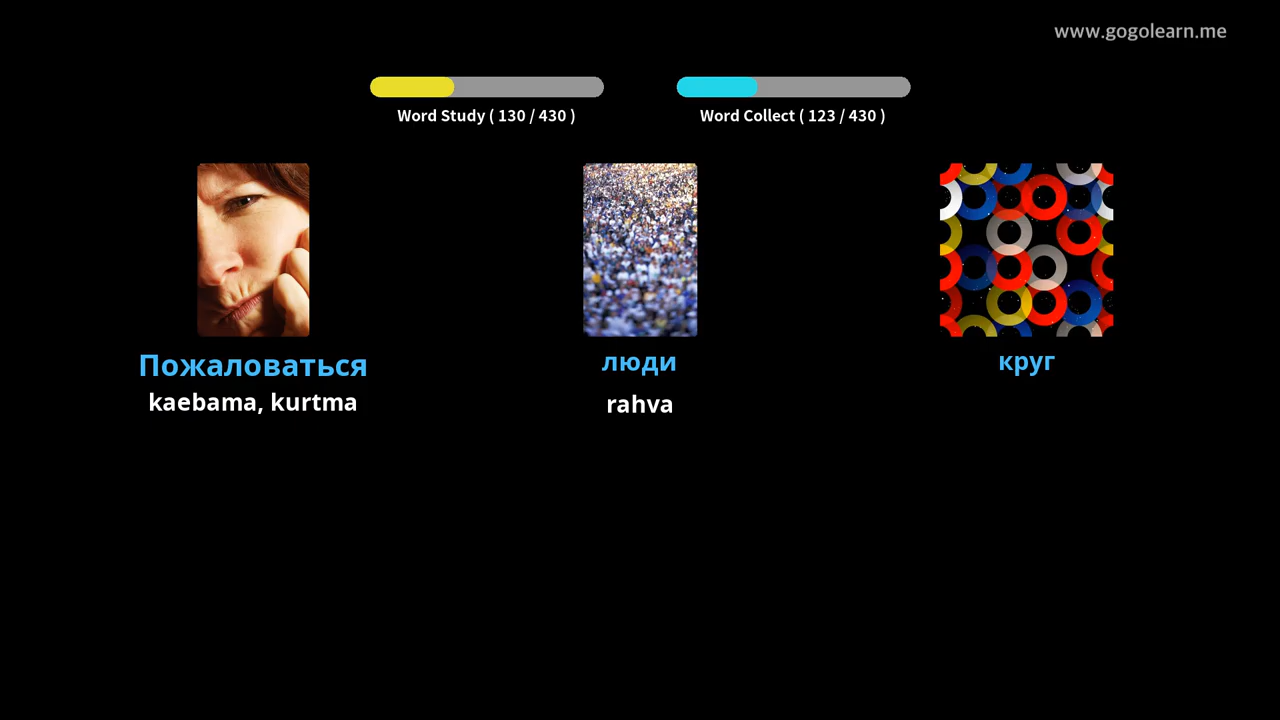 www.gogolearn.me
Word Study ( 130 / 430 )
Word Collect ( 123 / 430 )
Пожаловаться
kaebama, kurtma
люди
rahva
круг